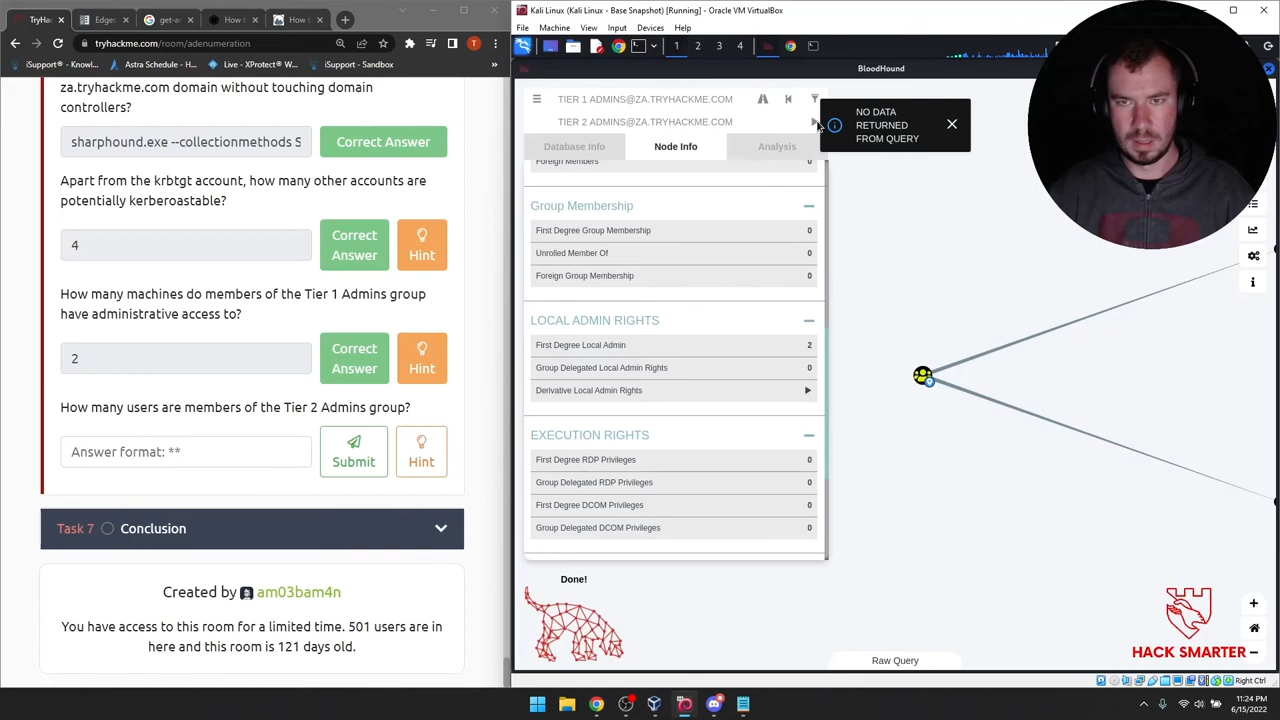 TryHa
Edges
get-a
How t
How t
tryhackme.com/room/adenumeration
T
iSupport® - Knowl...
Astra Schedule - H...
Live - XProtect® W...
iSupport - Sandbox
»
za.tryhackme.com domain without touching domain
controllers?
sharphound.exe --collectionmethods S
Correct Answer
Apart from the krbtgt account, how many other accounts are
potentially kerberoastable?
4
Correct
Answer
Hint
How many machines do members of the Tier 1 Admins group
have administrative access to?
2
Correct
Answer
Hint
How many users are members of the Tier 2 Admins group?
Answer format: **
Submit
Hint
Task 7
Conclusion
Created by am03bam4n
You have access to this room for a limited time. 501 users are in
here and this room is 121 days old.
Kali Linux (Kali - Base Snapshot) [Running] - Oracle VM VirtualBox
File Machine View Input Devices Help
1 2 3 4
BloodHound
TIER 1 ADMINS@ZA.TRYHACKME.COM
TIER 2 ADMINS@ZA.TRYHACKME.COM
Database Info
Node Info
Analysis
NO DATA
RETURNED
FROM QUERY
Foreign Members 0
Group Membership
First Degree Group Membership 0
Unrolled Member Of 0
Foreign Group Membership 0
LOCAL ADMIN RIGHTS
First Degree Local Admin 2
Group Delegated Local Admin Rights 0
Derivative Local Admin Rights
EXECUTION RIGHTS
First Degree RDP Privileges 0
Group Delegated RDP Privileges 0
First Degree DCOM Privileges 0
Group Delegated DCOM Privileges 0
Done!
Raw Query
HACK SMARTER
Right Ctrl
11:24 PM
6/15/2022